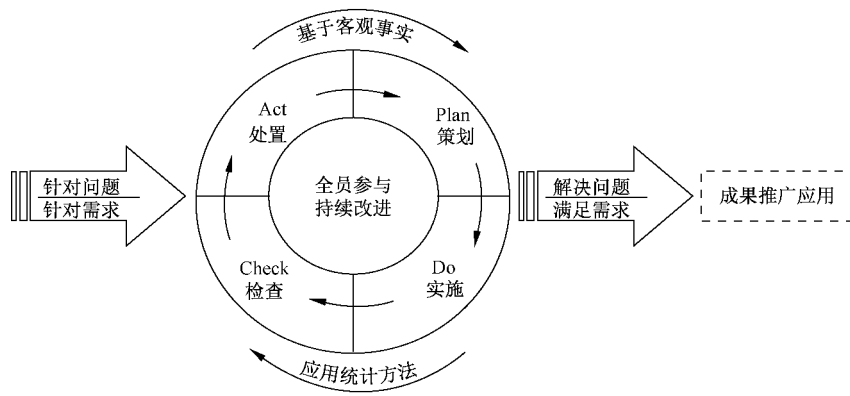 基于客观事实
Act
处置
Plan
策划
针对问题
针对需求
全员参与
持续改进
解决问题
满足需求
成果推广应用
Check
检查
Do
实施
应用统计方法